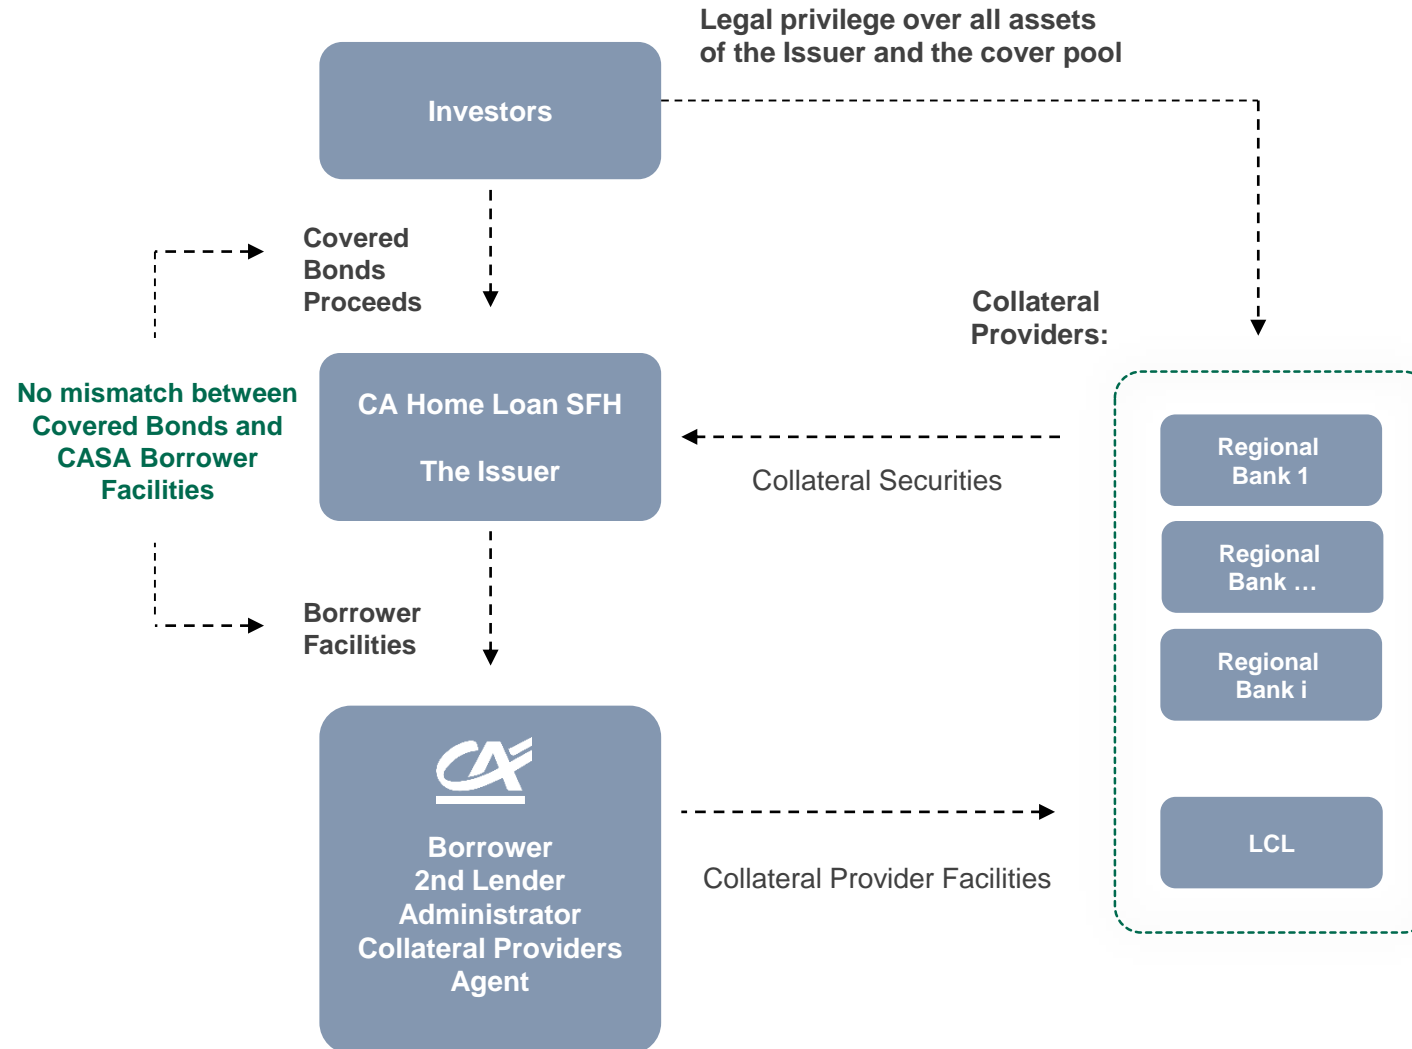 Legal privilege over all assets
of the Issuer and the cover pool
Investors
Covered
Bonds
Proceeds
Collateral
Providers:
No mismatch between
Covered Bonds and
CASA Borrower
Facilities
CA Home Loan SFH
The Issuer
Collateral Securities
Regional
Bank 1
Regional
Bank …
Regional
Bank i
LCL
Borrower
Facilities
CA
Borrower
2nd Lender
Administrator
Collateral Providers
Agent
Collateral Provider Facilities